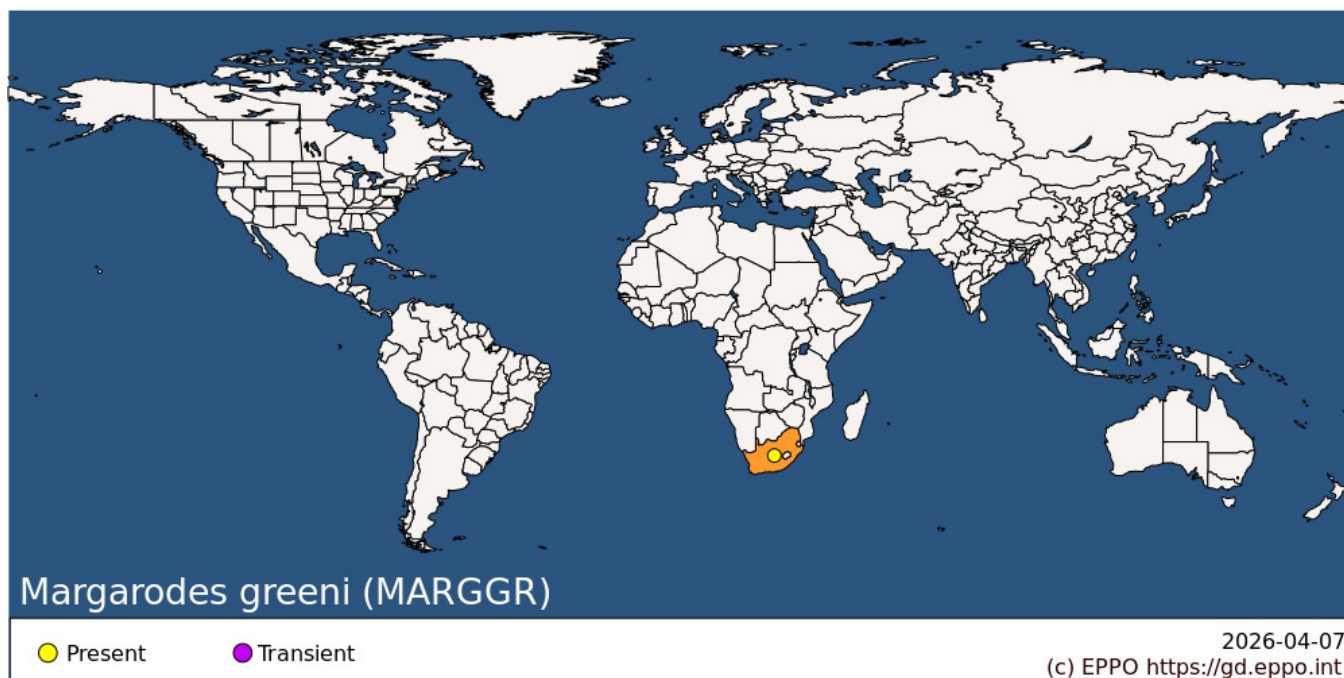 Margarodes greeni (MARGGR)
Present
Transient
2026-04-07
(c) EPPO https://gd.eppo.int